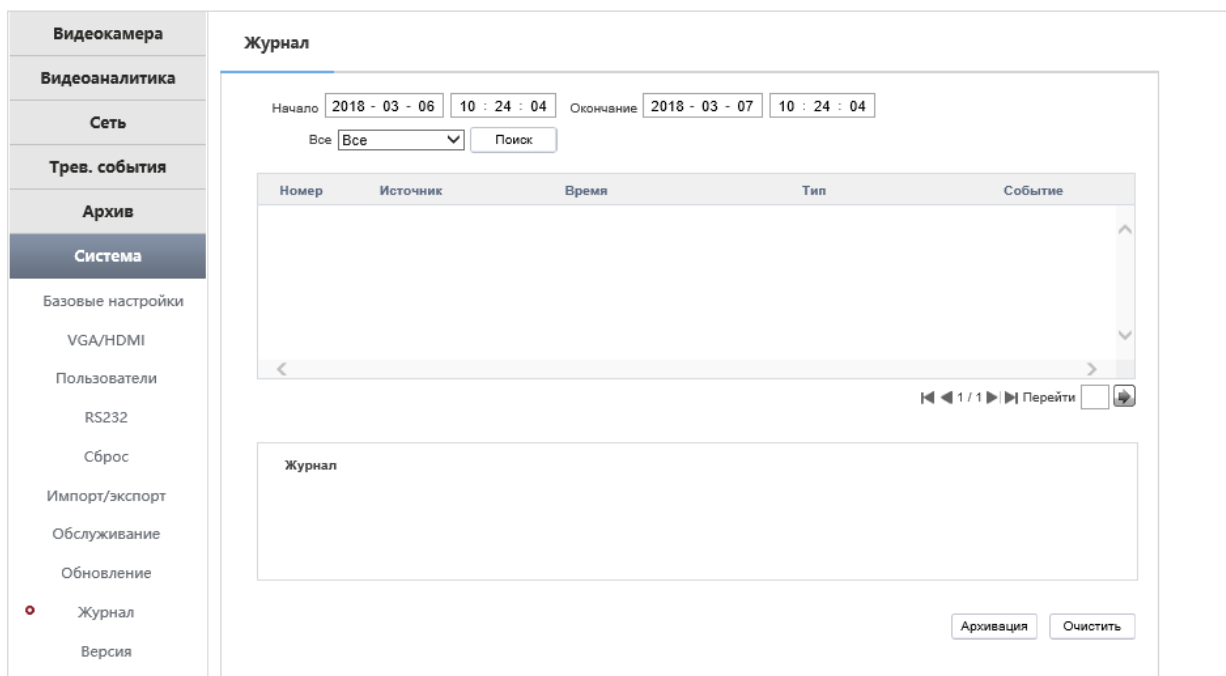 Видеокамера
Видеоаналитика
Сеть
Трев. события
Архив
Система
Базовые настройки
VGA/HDMI
Пользователи
RS232
Сброс
Импорт/экспорт
Обслуживание
Обновление
Журнал
Версия
Журнал
Начало 2018 - 03 - 06 10 : 24 : 04 Окончание 2018 - 03 - 07 10 : 24 : 04
Все Все Поиск
Номер Источник Время Тип Событие
1 / 1 Перейти
Журнал
Архивация Очистить